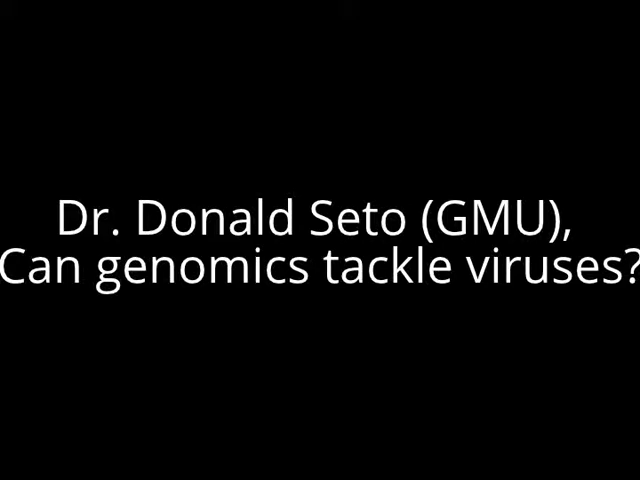 Dr. Donald Seto (GMU),
Can genomics tackle viruses?